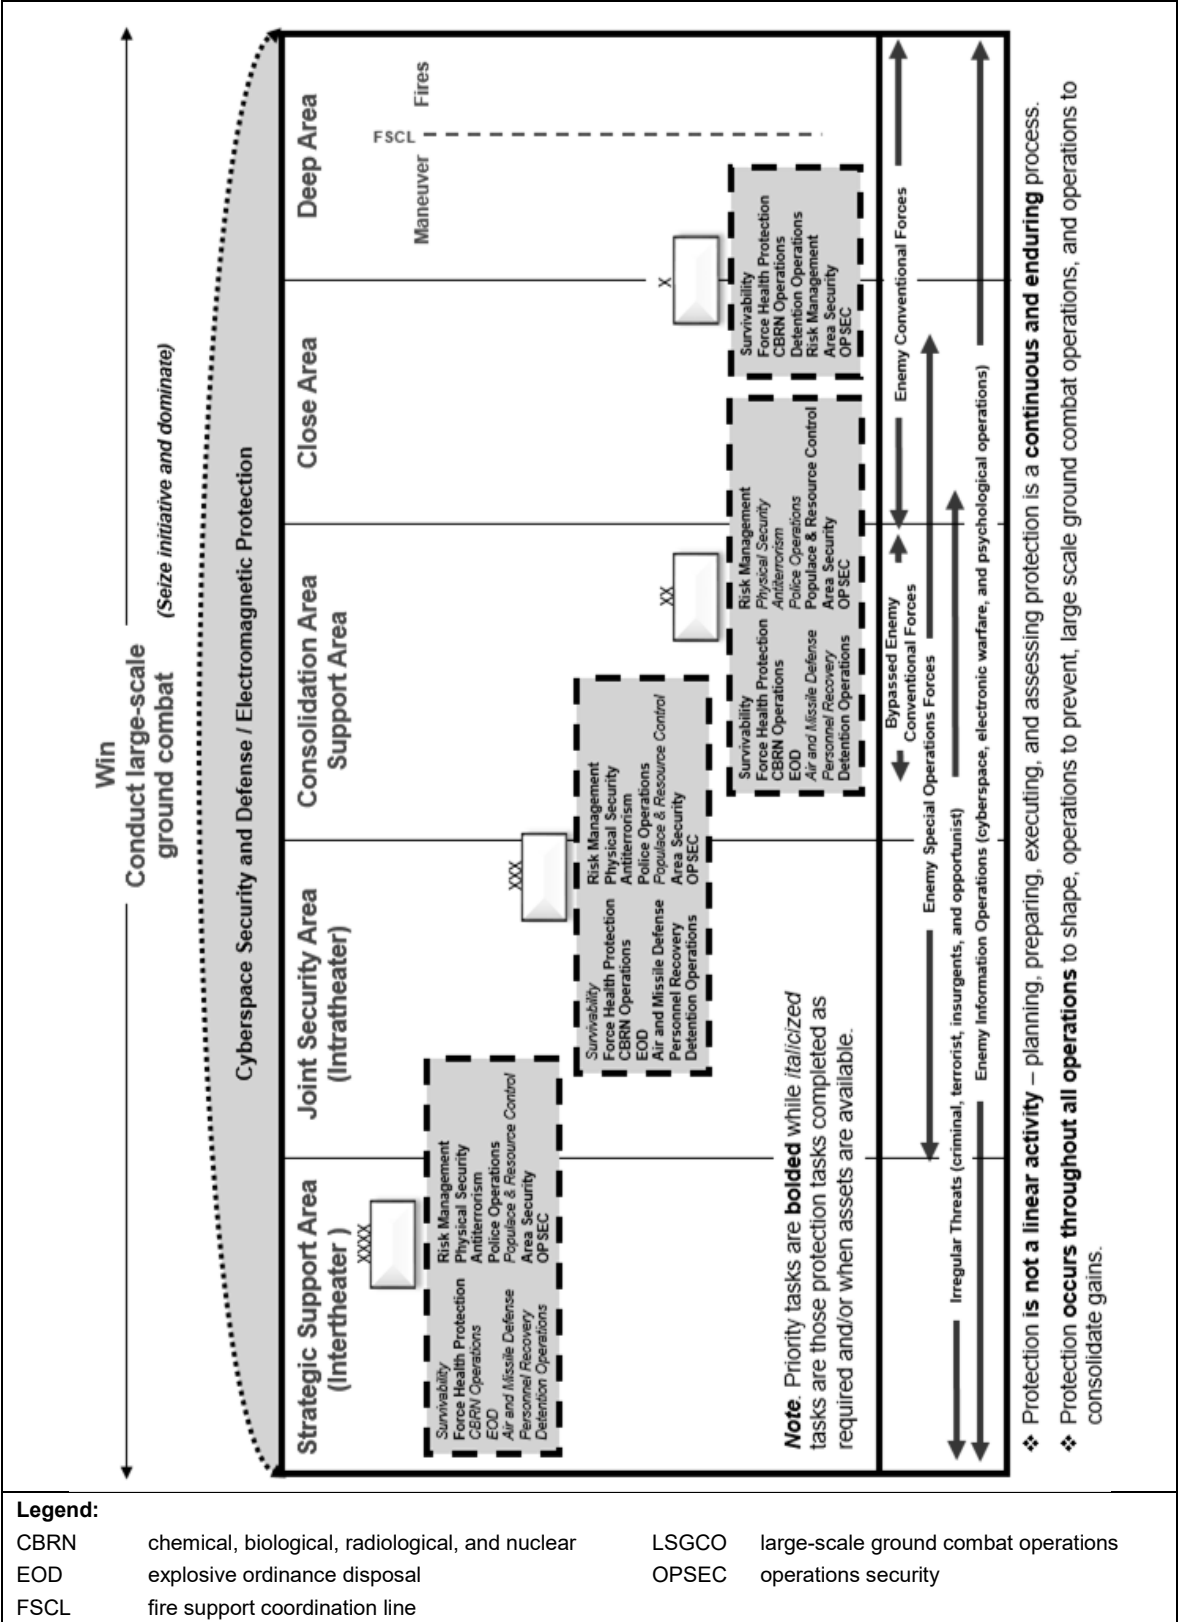 Win
Conduct large-scale
ground combat
(Seize initiative and dominate)
Cyberspace Security and Defense / Electromagnetic Protection
Strategic Support Area
(Intertheater )
Joint Security Area
(Intratheater)
Consolidation Area
Support Area
Close Area
Deep Area
XXXX
Survivability
Force Health Protection
CBRN Operations
EOD
Air and Missile Defense
Personnel Recovery
Detention Operations
Risk Management
Physical Security
Antiterrorism
Police Operations
Populace & Resource Control
Area Security
OPSEC
XXX
Survivability
Force Health Protection
CBRN Operations
EOD
Air and Missile Defense
Personnel Recovery
Detention Operations
Risk Management
Physical Security
Antiterrorism
Police Operations
Populace & Resource Control
Area Security
OPSEC
XX
Survivability
Force Health Protection
CBRN Operations
EOD
Air and Missile Defense
Personnel Recovery
Detention Operations
Risk Management
Physical Security
Antiterrorism
Police Operations
Populace & Resource Control
Area Security
OPSEC
X
Survivability
Force Health Protection
CBRN Operations
Detention Operations
Risk Management
Area Security
OPSEC
FSCL
Maneuver
Fires
Note. Priority tasks are bolded while italicized
tasks are those protection tasks completed as
required and/or when assets are available.
Bypassed Enemy
Conventional Forces
Enemy Conventional Forces
Enemy Special Operations Forces
Irregular Threats (criminal, terrorist, insurgents, and opportunist)
Enemy Information Operations (cyberspace, electronic warfare, and psychological operations)
❖ Protection is not a linear activity – planning, preparing, executing, and assessing protection is a continuous and enduring process.
❖ Protection occurs throughout all operations to shape, operations to prevent, large scale ground combat operations, and operations to
consolidate gains.
Legend:
CBRN chemical, biological, radiological, and nuclear
EOD explosive ordinance disposal
FSCL fire support coordination line
LSGCO large-scale ground combat operations
OPSEC operations security